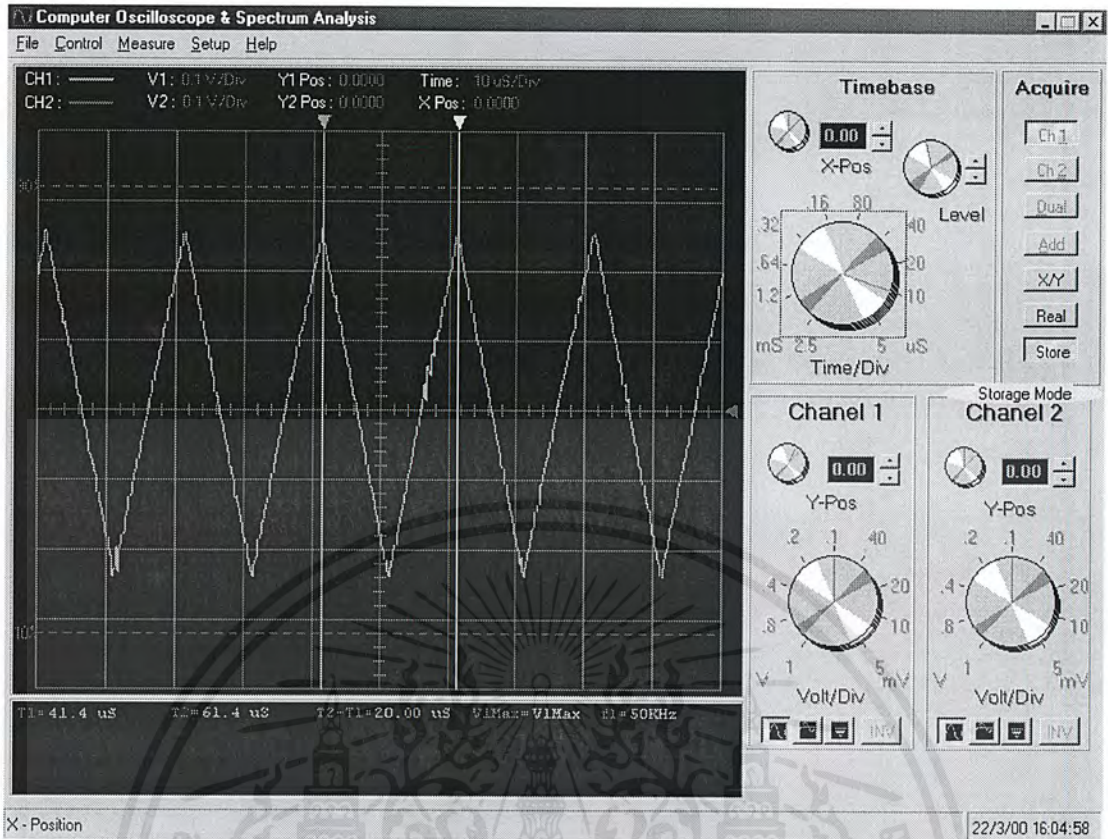 Computer Oscilloscope & Spectrum Analysis
File Control Measure Setup Help
CH1: V1: 0.1 V/Div Y1 Pos: 0.0000 Time: 10 uS/Div
CH2: V2: 0.1 V/Div Y2 Pos: 0.0000 X Pos: 0.0000
T1=41.4 uS T2=61.4 uS T2-T1=20.00 uS V1Max=V1Max f1=50KHz
Timebase
0.00
X-Pos
Level
.16 80
.32 40
.64 20
1.2 10
mS 2.5 5 uS
Time/Div
Acquire
Ch 1
Ch 2
Dual
Add
X/Y
Real
Store
Storage Mode
Chanel 1
0.00
Y-Pos
.2 .1 40
.4 20
.8 10
V 1 5 mV
Volt/Div
INV
Chanel 2
0.00
Y-Pos
.2 .1 40
.4 20
.8 10
V 1 5 mV
Volt/Div
INV
X - Position
22/3/00 16:04:58